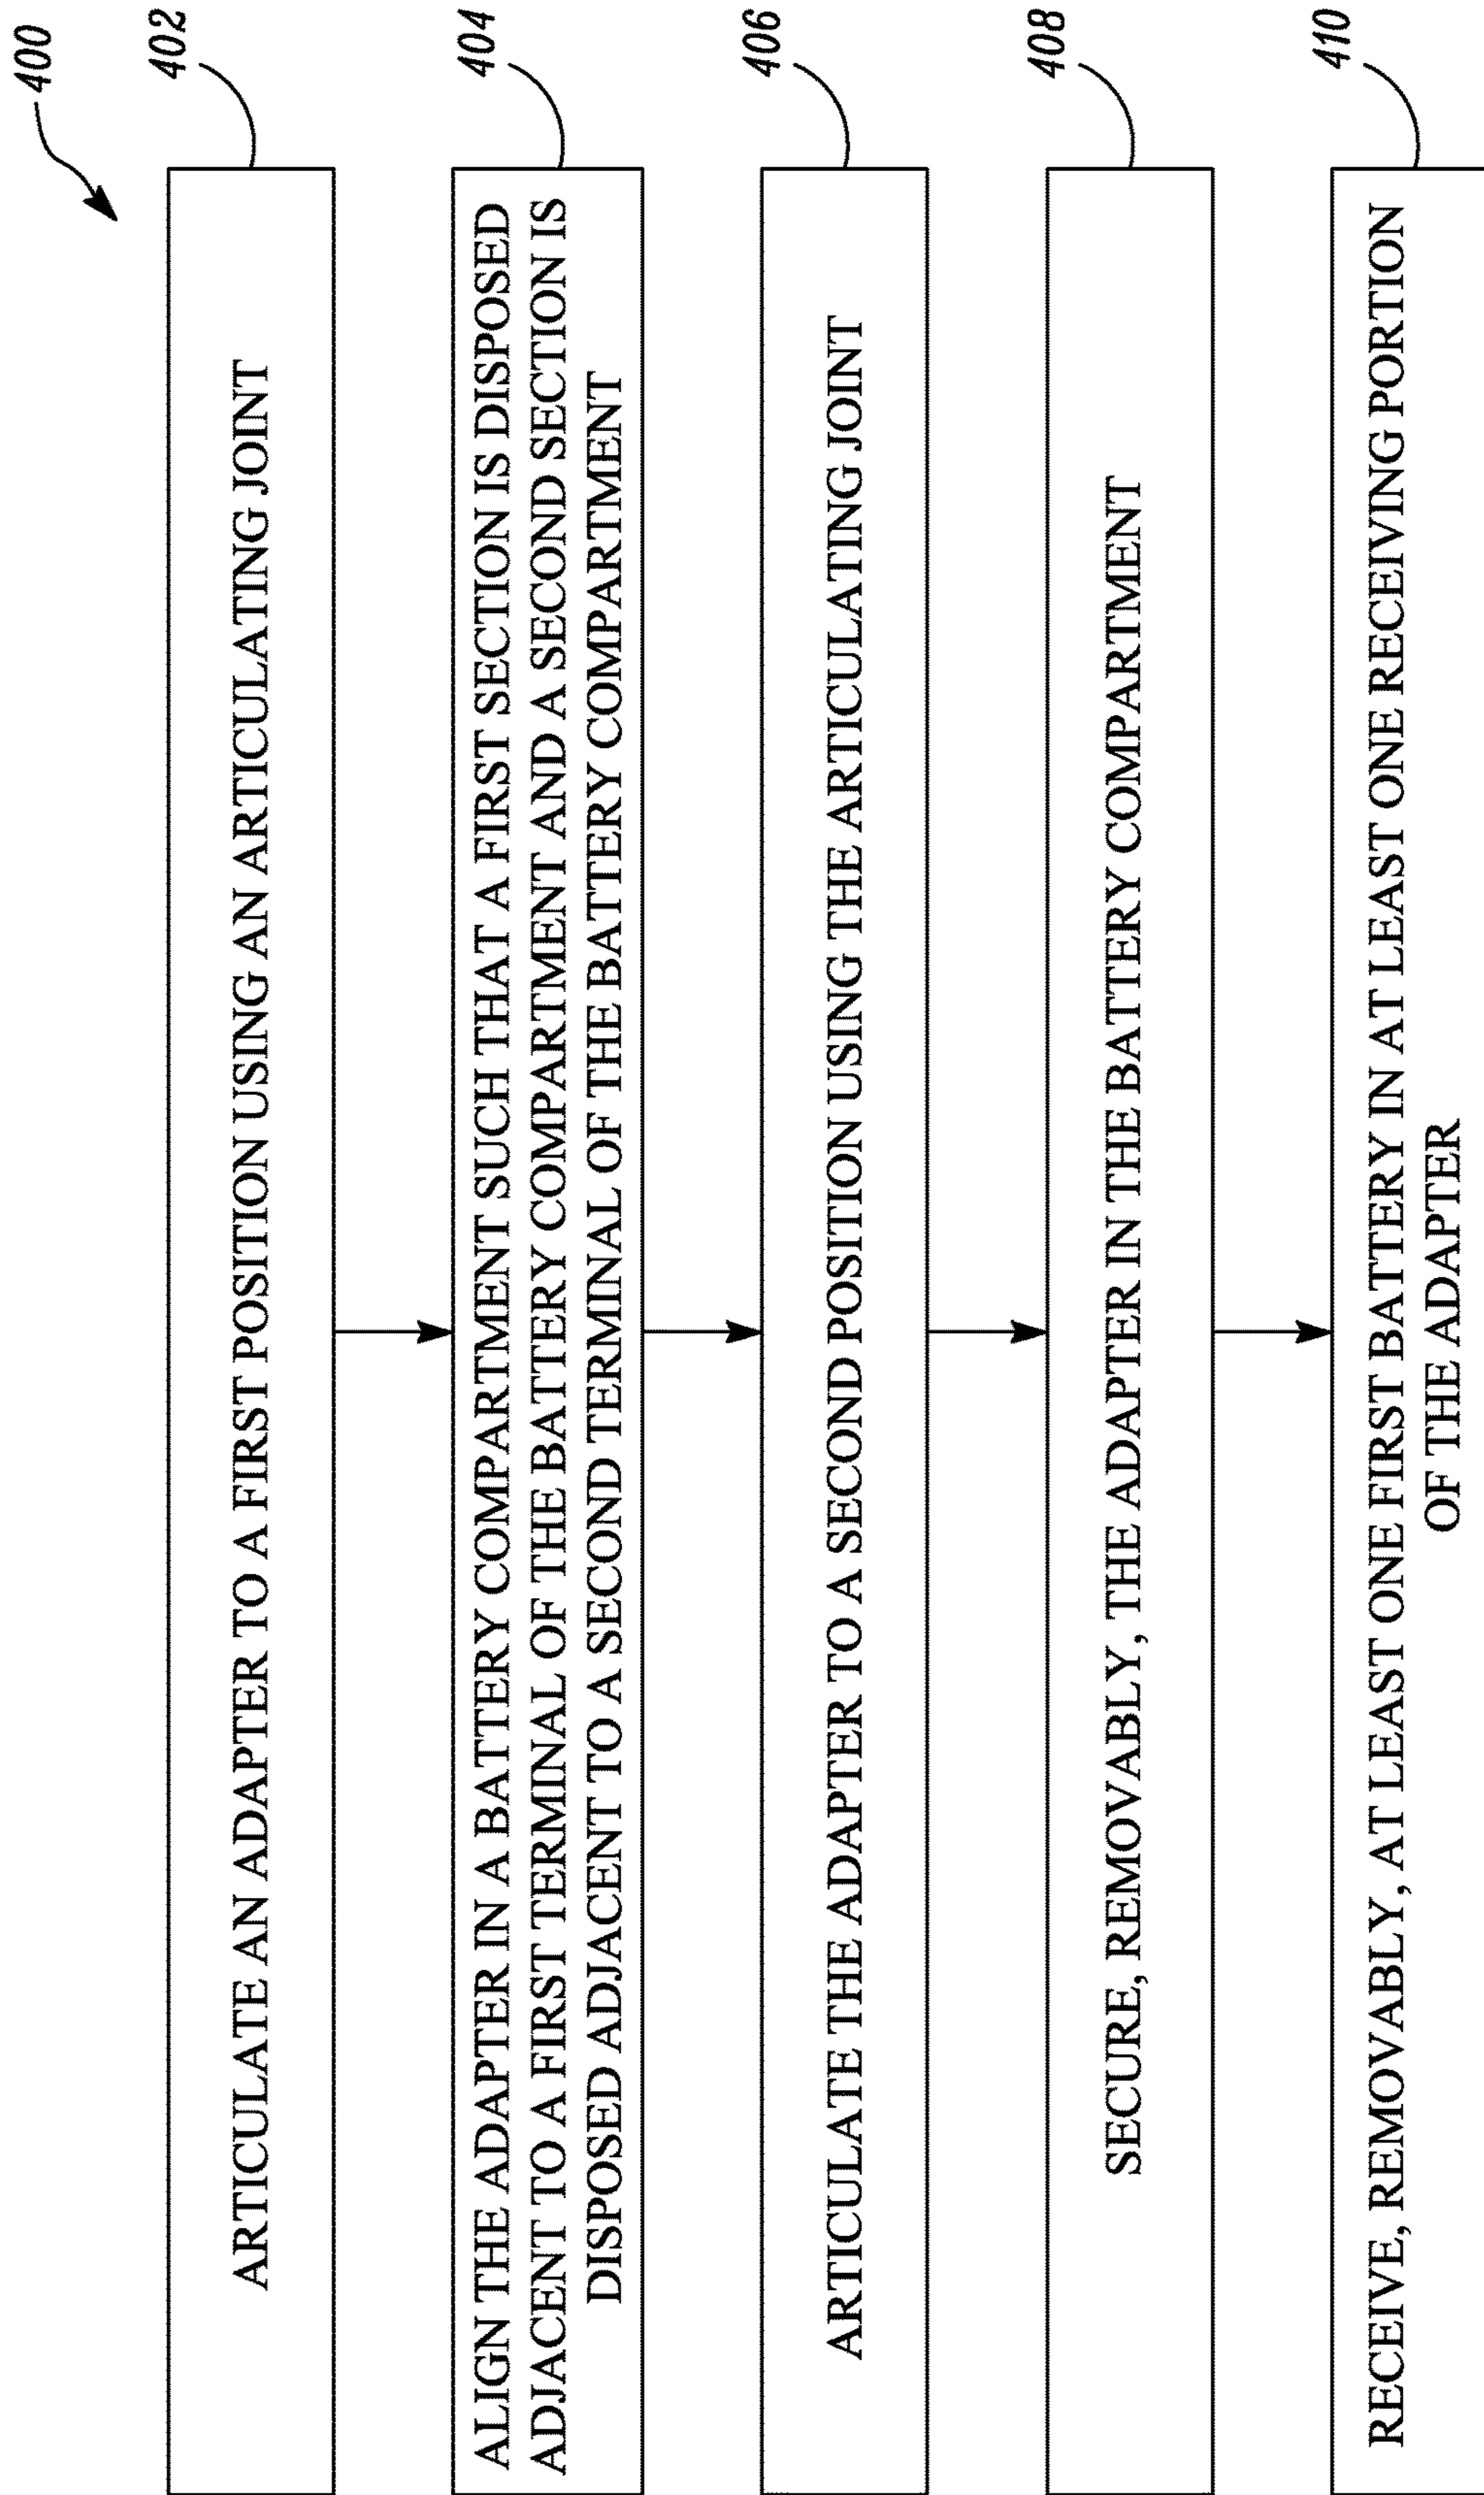 400
402
ARTICULATE AN ADAPTER TO A FIRST POSITION USING AN ARTICULATING JOINT
404
ALIGN THE ADAPTER IN A BATTERY COMPARTMENT SUCH THAT A FIRST SECTION IS DISPOSED
ADJACENT TO A FIRST TERMINAL OF THE BATTERY COMPARTMENT AND A SECOND SECTION IS
DISPOSED ADJACENT TO A SECOND TERMINAL OF THE BATTERY COMPARTMENT
406
ARTICULATE THE ADAPTER TO A SECOND POSITION USING THE ARTICULATING JOINT
408
SECURE, REMOVABLY, THE ADAPTER IN THE BATTERY COMPARTMENT
410
RECEIVE, REMOVABLY, AT LEAST ONE FIRST BATTERY IN AT LEAST ONE RECEIVING PORTION
OF THE ADAPTER